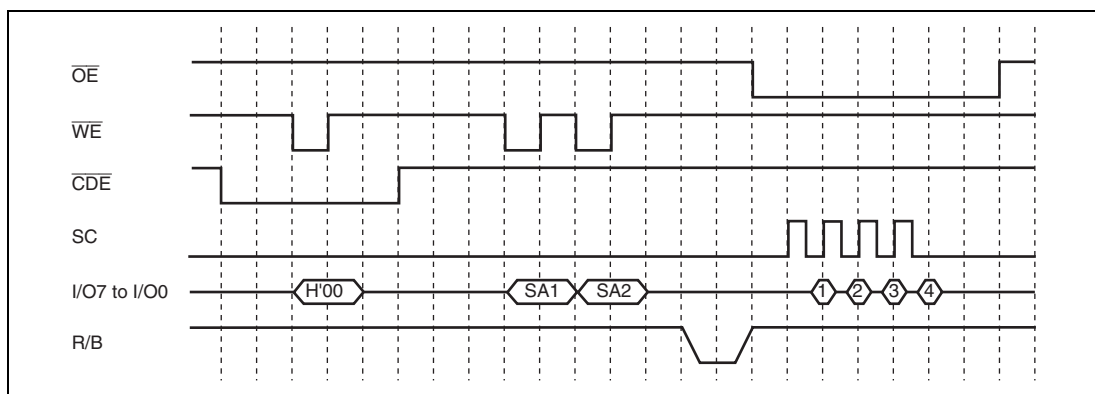 OE
WE
CDE
SC
I/O7 to I/O0 H'00 SA1 SA2 1 2 3 4
R/B